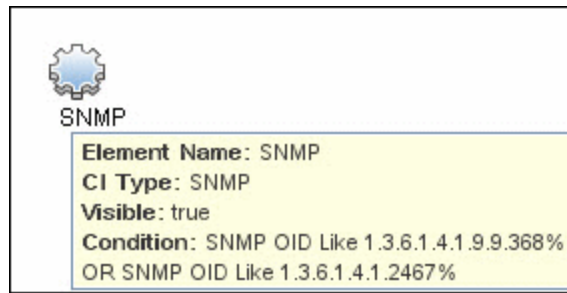 SNMP
Element Name: SNMP
CI Type: SNMP
Visible: true
Condition: SNMP OID Like 1.3.6.1.4.1.9.9.368%
OR SNMP OID Like 1.3.6.1.4.1.2467%